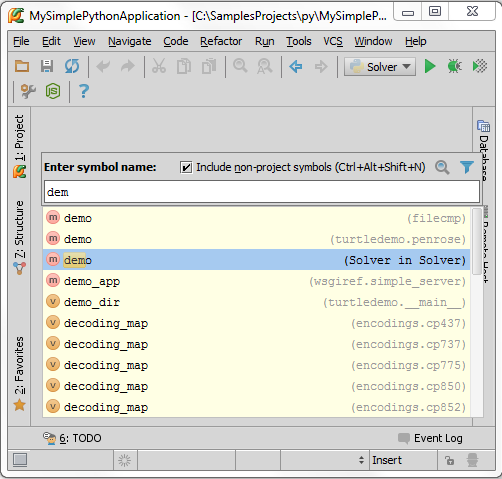 MySimplePythonApplication - [C:\SamplesProjects\py\MySimpleP...
File Edit View Navigate Code Refactor Run Tools VCS Window Help
Solver
1: Project
Z: Structure
2: Favorites
Database
Remote Host
Enter symbol name: Include non-project symbols (Ctrl+Alt+Shift+N)
dem
demo (filecmp)
demo (turtledemo.penrose)
demo (Solver in Solver)
demo_app (wsgiref.simple_server)
demo_dir (turtledemo.__main__)
decoding_map (encodings.cp437)
decoding_map (encodings.cp737)
decoding_map (encodings.cp775)
decoding_map (encodings.cp850)
decoding_map (encodings.cp852)
6: TODO Event Log
Insert